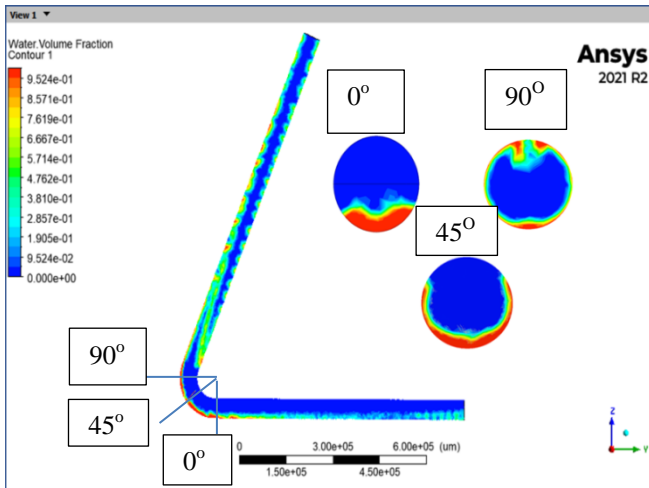 View 1
Water.Volume Fraction
Contour 1
9.524e-01
8.571e-01
7.619e-01
6.667e-01
5.714e-01
4.762e-01
3.810e-01
2.857e-01
1.905e-01
9.524e-02
0.000e+00
Ansys
2021 R2
0°
90°
45°
90°
45°
0°
0 3.00e+05 6.00e+05 (um)
1.50e+05 4.50e+05
Z
Y